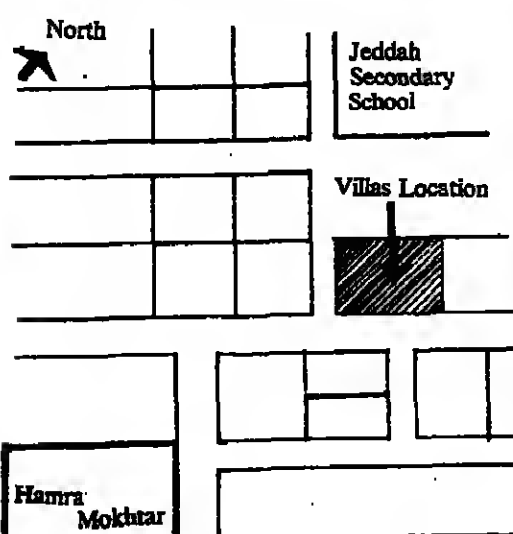 North
Jeddah
Secondary
School
Villas Location
Hamra
Mokhtar